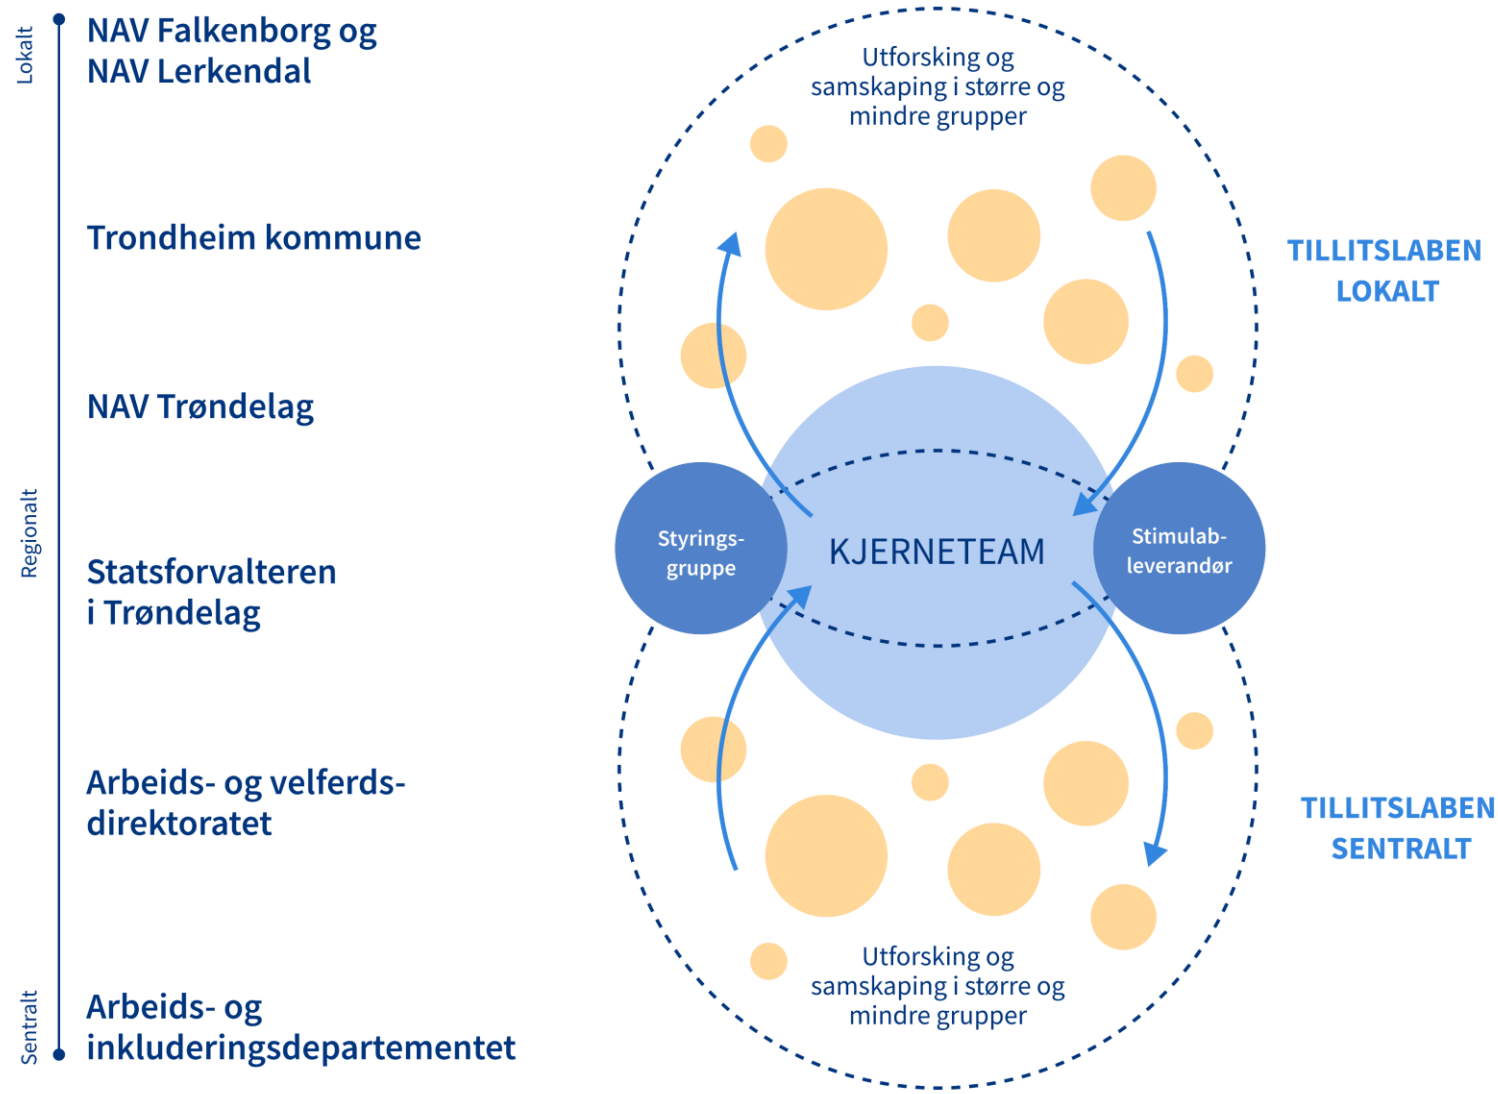 Lokalt
NAV Falkenborg og
NAV Lerkendal
Trondheim kommune
NAV Trøndelag
Regionalt
Statsforvalteren
i Trøndelag
Arbeids- og velferds-
direktoratet
Sentralt
Arbeids- og
inkluderingsdepartementet
Utforsking og
samskaping i større og
mindre grupper
TILLITSLABEN
LOKALT
Styrings-
gruppe
KJERNETEAM
Stimulab-
leverandør
TILLITSLABEN
SENTRALT
Utforsking og
samskaping i større og
mindre grupper